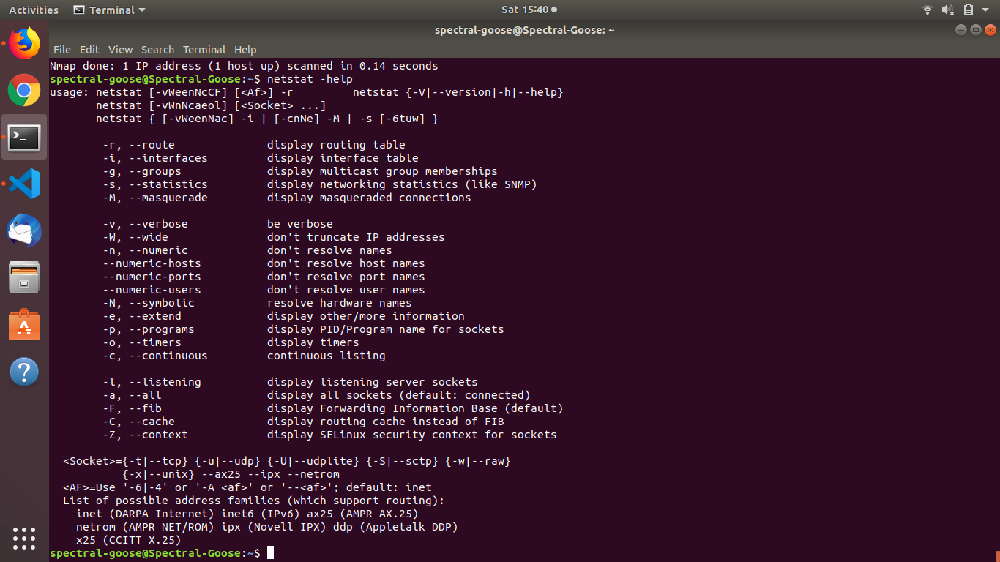 Activities Terminal Sat 15:40
spectral-goose@Spectral-Goose: ~
File Edit View Search Terminal Help
Nmap done: 1 IP address (1 host up) scanned in 0.14 seconds
spectral-goose@Spectral-Goose:~$ netstat -help
usage: netstat [-vWeenNcCF] [<Af>] -r         netstat {-V|--version|-h|--help}
       netstat [-vWnNcaeol] [<Socket> ...]
       netstat { [-vWeenNac] -i | [-cnNe] -M | -s [-6tuw] }

        -r, --route              display routing table
        -i, --interfaces         display interface table
        -g, --groups             display multicast group memberships
        -s, --statistics         display networking statistics (like SNMP)
        -M, --masquerade         display masqueraded connections

        -v, --verbose            be verbose
        -W, --wide               don't truncate IP addresses
        -n, --numeric            don't resolve names
        --numeric-hosts          don't resolve host names
        --numeric-ports          don't resolve port names
        --numeric-users          don't resolve user names
        -N, --symbolic           resolve hardware names
        -e, --extend             display other/more information
        -p, --programs           display PID/Program name for sockets
        -o, --timers             display timers
        -c, --continuous         continuous listing

        -l, --listening          display listening server sockets
        -a, --all                display all sockets (default: connected)
        -F, --fib                display Forwarding Information Base (default)
        -C, --cache              display routing cache instead of FIB
        -Z, --context            display SELinux security context for sockets

  <Socket>={-t|--tcp} {-u|--udp} {-U|--udplite} {-S|--sctp} {-w|--raw}
           {-x|--unix} --ax25 --ipx --netrom
  <AF>=Use '-6|-4' or '-A <af>' or '--<af>'; default: inet
  List of possible address families (which support routing):
    inet (DARPA Internet) inet6 (IPv6) ax25 (AMPR AX.25)
    netrom (AMPR NET/ROM) ipx (Novell IPX) ddp (Appletalk DDP)
    x25 (CCITT X.25)
spectral-goose@Spectral-Goose:~$